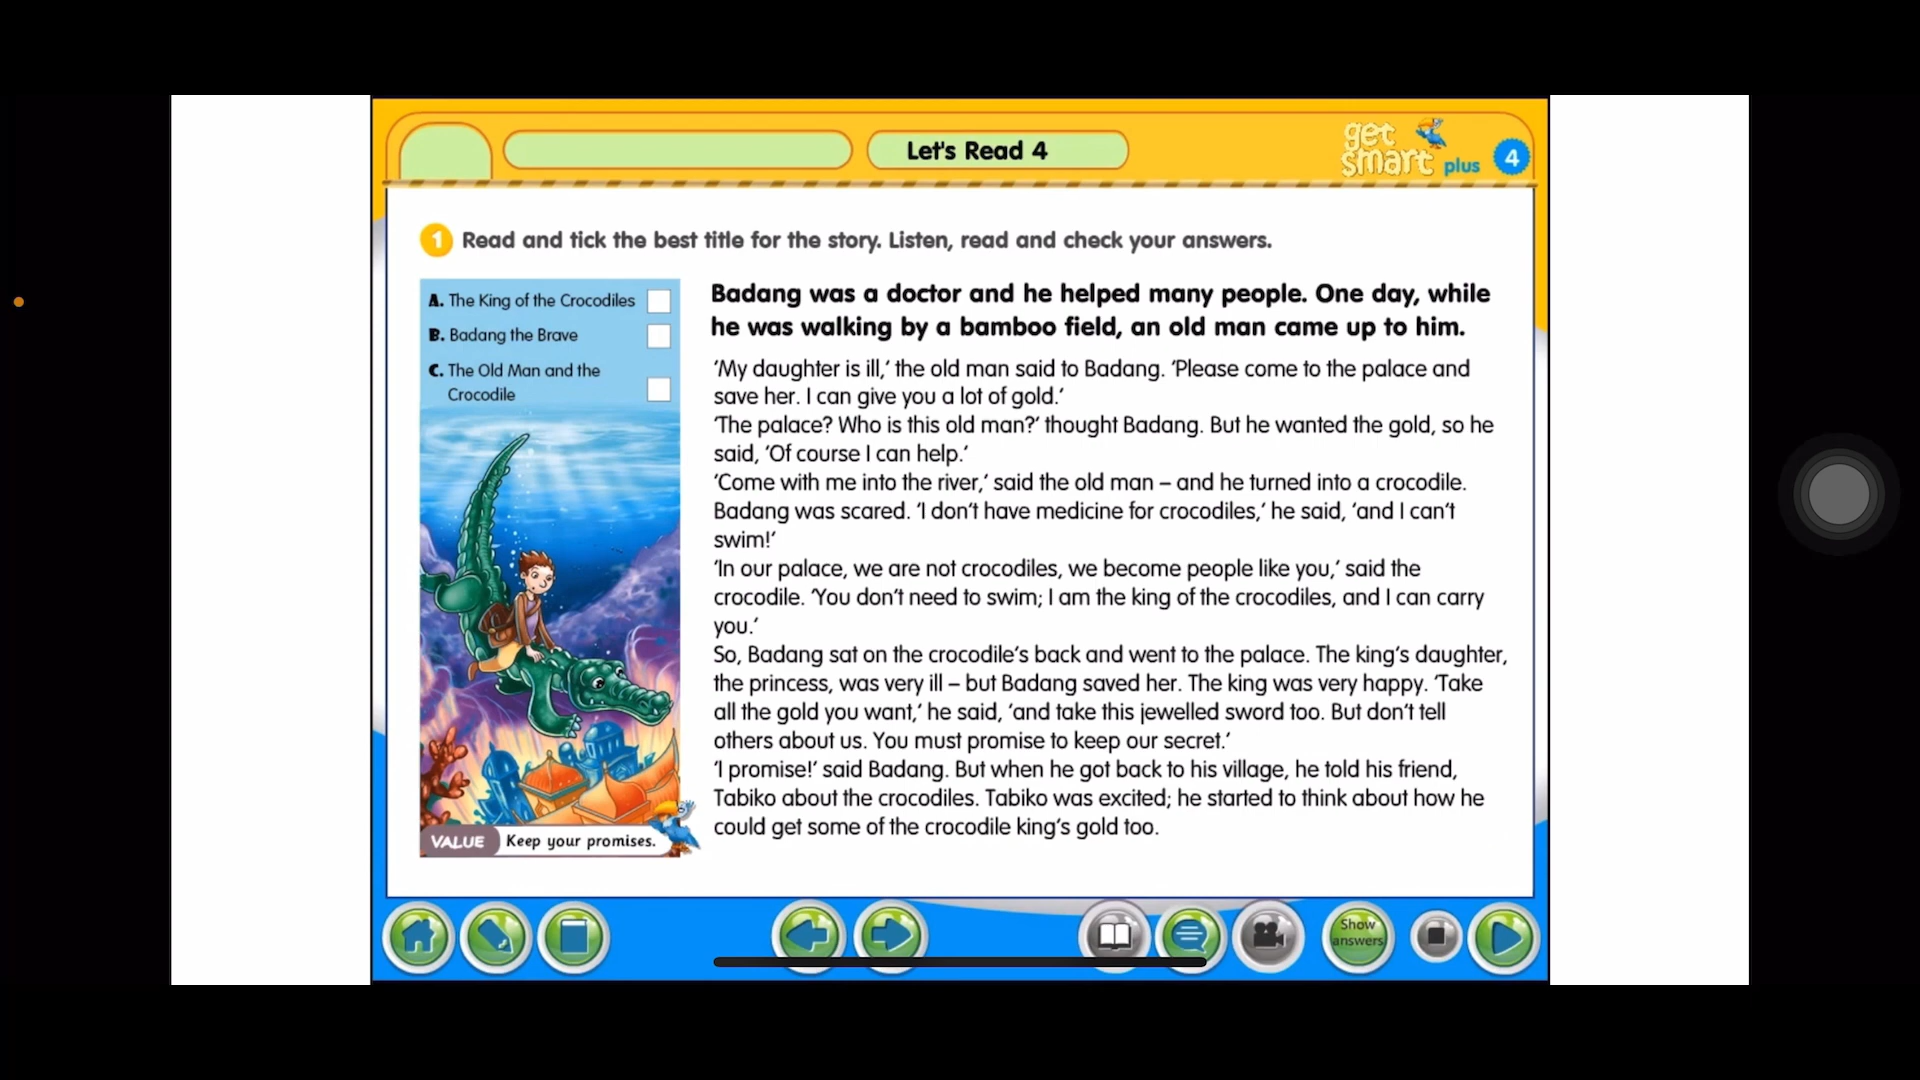 Let's Read 4
get smart plus 4
1 Read and tick the best title for the story. Listen, read and check your answers.
A. The King of the Crocodiles
B. Badang the Brave
C. The Old Man and the
Crocodile
VALUE Keep your promises.
Badang was a doctor and he helped many people. One day, while
he was walking by a bamboo field, an old man came up to him.
‘My daughter is ill,’ the old man said to Badang. ‘Please come to the palace and
save her. I can give you a lot of gold.’
‘The palace? Who is this old man?’ thought Badang. But he wanted the gold, so he
said, ‘Of course I can help.’
‘Come with me into the river,’ said the old man – and he turned into a crocodile.
Badang was scared. ‘I don’t have medicine for crocodiles,’ he said, ‘and I can’t
swim!’
‘In our palace, we are not crocodiles, we become people like you,’ said the
crocodile. ‘You don’t need to swim; I am the king of the crocodiles, and I can carry
you.’
So, Badang sat on the crocodile’s back and went to the palace. The king’s daughter,
the princess, was very ill – but Badang saved her. The king was very happy. ‘Take
all the gold you want,’ he said, ‘and take this jewelled sword too. But don’t tell
others about us. You must promise to keep our secret.’
‘I promise!’ said Badang. But when he got back to his village, he told his friend,
Tabiko about the crocodiles. Tabiko was excited; he started to think about how he
could get some of the crocodile king’s gold too.
Show
answers